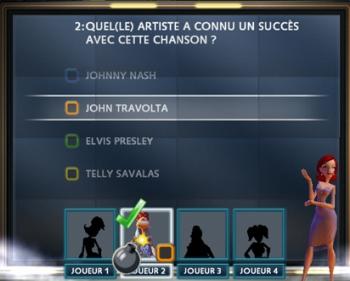 2:QUEL(LE) ARTISTE A CONNU UN SUCCÈS
AVEC CETTE CHANSON ?
JOHNNY NASH
JOHN TRAVOLTA
ELVIS PRESLEY
TELLY SAVALAS
JOUEUR 1
JOUEUR 2
JOUEUR 3
JOUEUR 4